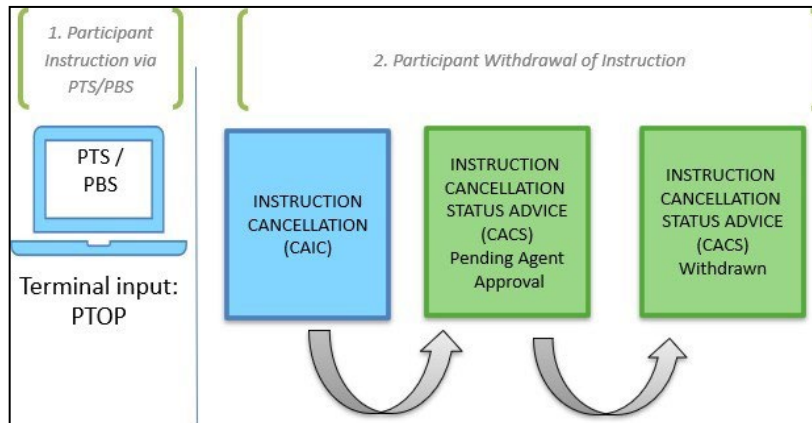 1. Participant
Instruction via
PTS/PBS
2. Participant Withdrawal of Instruction
PTS /
PBS
Terminal input:
PTOP
INSTRUCTION
CANCELLATION
(CAIC)
INSTRUCTION
CANCELLATION
STATUS ADVICE
(CACS)
Pending Agent
Approval
INSTRUCTION
CANCELLATION
STATUS ADVICE
(CACS)
Withdrawn